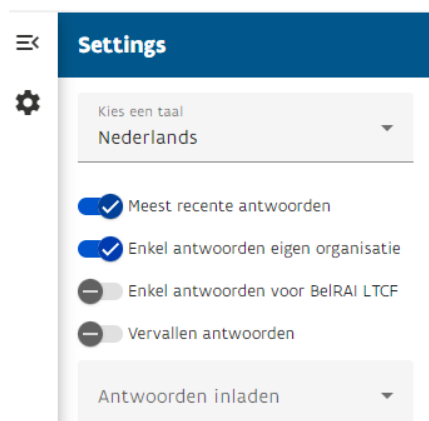 Settings
Kies een taal
Nederlands
Meest recente antwoorden
Enkel antwoorden eigen organisatie
Enkel antwoorden voor BelRAI LTCF
Vervallen antwoorden
Antwoorden inladen